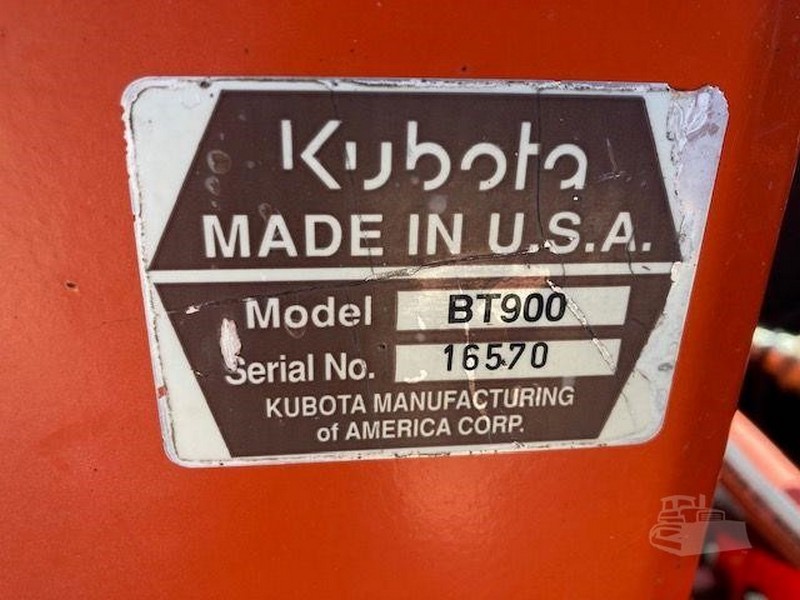 Kubota
MADE IN U.S.A.
Model BT900
Serial No. 16570
KUBOTA MANUFACTURING
of AMERICA CORP.